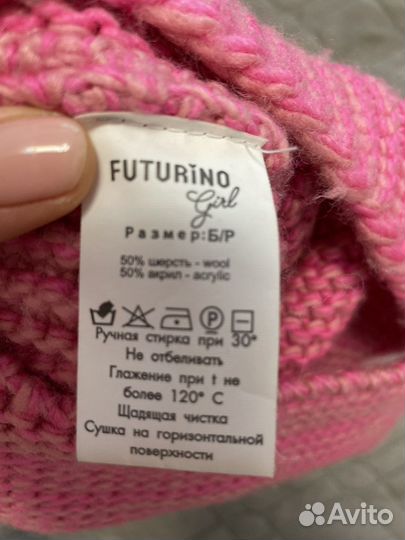 FUTURiNO
Girl
Размер:Б/Р
50% шерсть - wool
50% акрил - acrylic
P
Ручная стирка при 30°
Не отбеливать
Глажение при t не
более 120° С
Щадящая чистка
Сушка на горизонтальной
поверхности
Avito